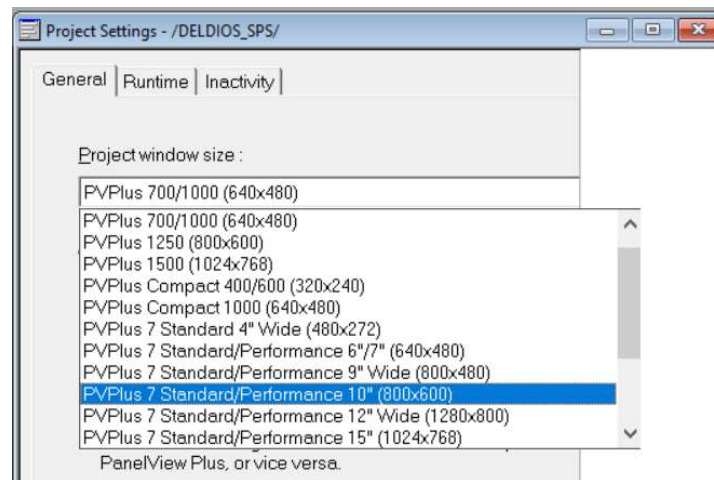 Project Settings - /DELDIOS_SPS/
General Runtime Inactivity
Project window size :
PVPlus 700/1000 (640x480)
PVPlus 700/1000 (640x480)
PVPlus 1250 (800x600)
PVPlus 1500 (1024x768)
PVPlus Compact 400/600 (320x240)
PVPlus Compact 1000 (640x480)
PVPlus 7 Standard 4" Wide (480x272)
PVPlus 7 Standard/Performance 6"/7" (640x480)
PVPlus 7 Standard/Performance 9" Wide (800x480)
PVPlus 7 Standard/Performance 10" (800x600)
PVPlus 7 Standard/Performance 12" Wide (1280x800)
PVPlus 7 Standard/Performance 15" (1024x768)
PanelView Plus, or vice versa.